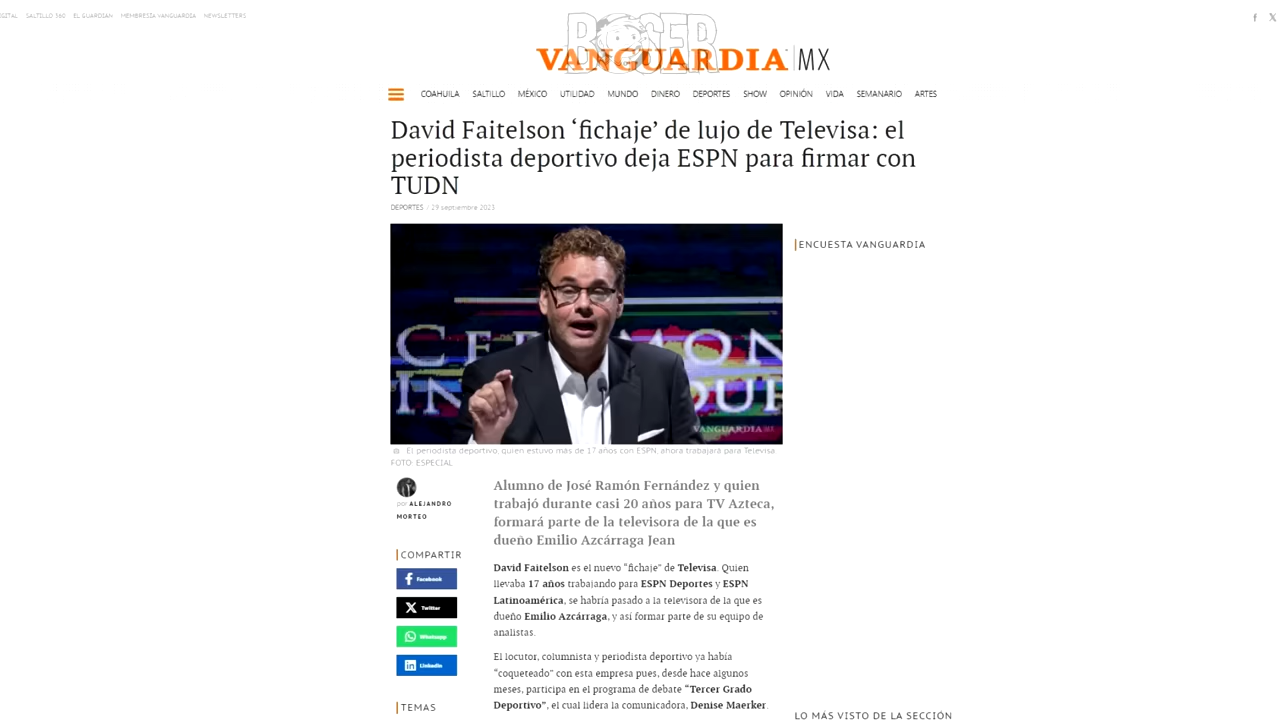 SALTILLO 360 EL GUARDIAN MEMBRESÍA VANGUARDIA NEWSLETTERS
BOSER
VANGUARDIA MX
COAHUILA SALTILLO MÉXICO UTILIDAD MUNDO DINERO DEPORTES SHOW OPINIÓN VIDA SEMANARIO ARTES
David Faitelson ‘fichaje’ de lujo de Televisa: el
periodista deportivo deja ESPN para firmar con
TUDN
DEPORTES / 29 septiembre 2023
CEREMON
IN DUC
VANGUARDIA MX
El periodista deportivo, quien estuvo más de 17 años con ESPN, ahora trabajará para Televisa
FOTO: ESPECIAL
por ALEJANDRO
MORTEO
COMPARTIR
Facebook
Twitter
Whatsapp
LinkedIn
TEMAS
Alumno de José Ramón Fernández y quien
trabajó durante casi 20 años para TV Azteca,
formará parte de la televisora de la que es
dueño Emilio Azcárraga Jean
David Faitelson es el nuevo “fichaje” de Televisa. Quien
llevaba 17 años trabajando para ESPN Deportes y ESPN
Latinoamérica, se habría pasado a la televisora de la que es
dueño Emilio Azcárraga, y así formar parte de su equipo de
analistas.
El locutor, columnista y periodista deportivo ya había
“coqueteado” con esta empresa pues, desde hace algunos
meses, participa en el programa de debate “Tercer Grado
Deportivo”, el cual lidera la comunicadora, Denise Maerker.
ENCUESTA VANGUARDIA
LO MÁS VISTO DE LA SECCIÓN